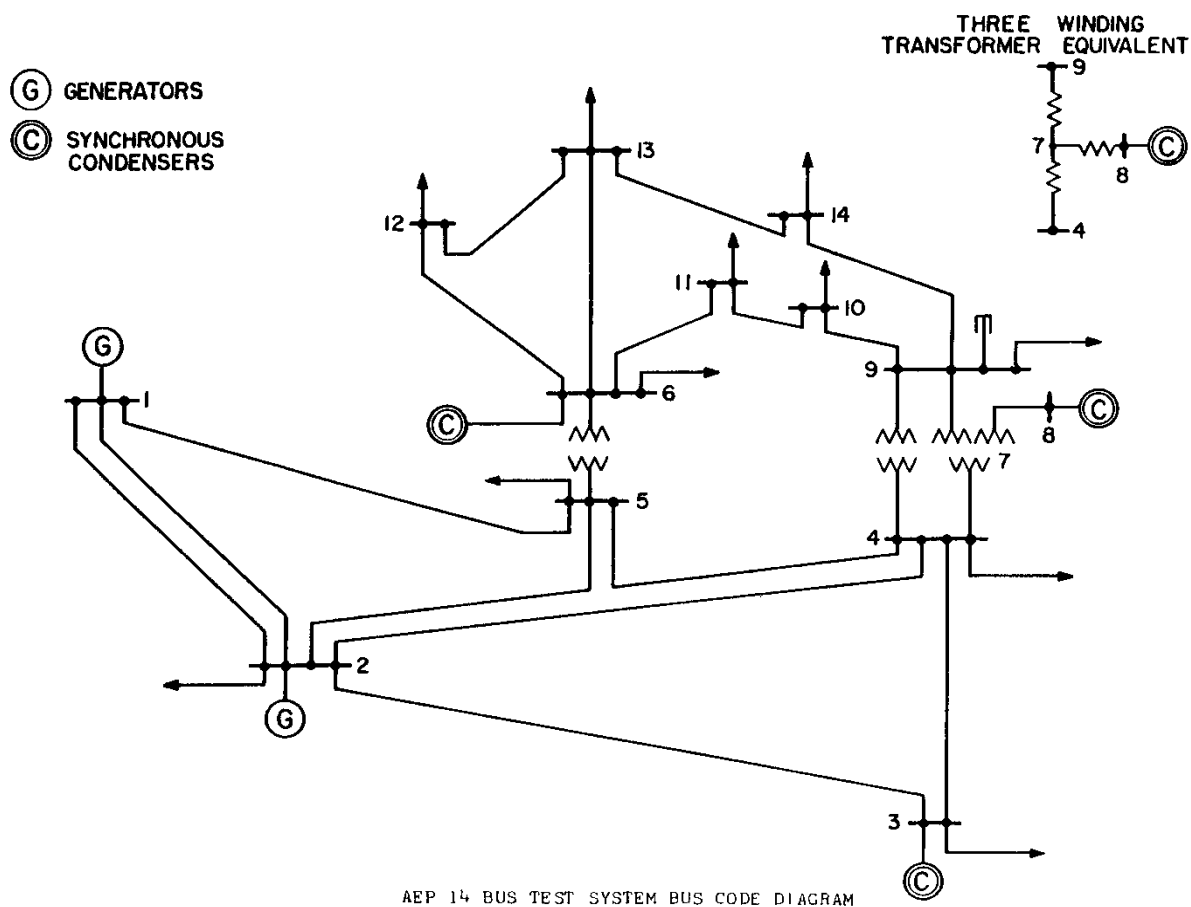 THREE WINDING
TRANSFORMER EQUIVALENT
G GENERATORS
C SYNCHRONOUS
CONDENSERS
9
7
C
8
4
13
12
14
11
10
G
1
9
6
C
C
8
7
5
4
2
G
3
C
AEP 14 BUS TEST SYSTEM BUS CODE DIAGRAM